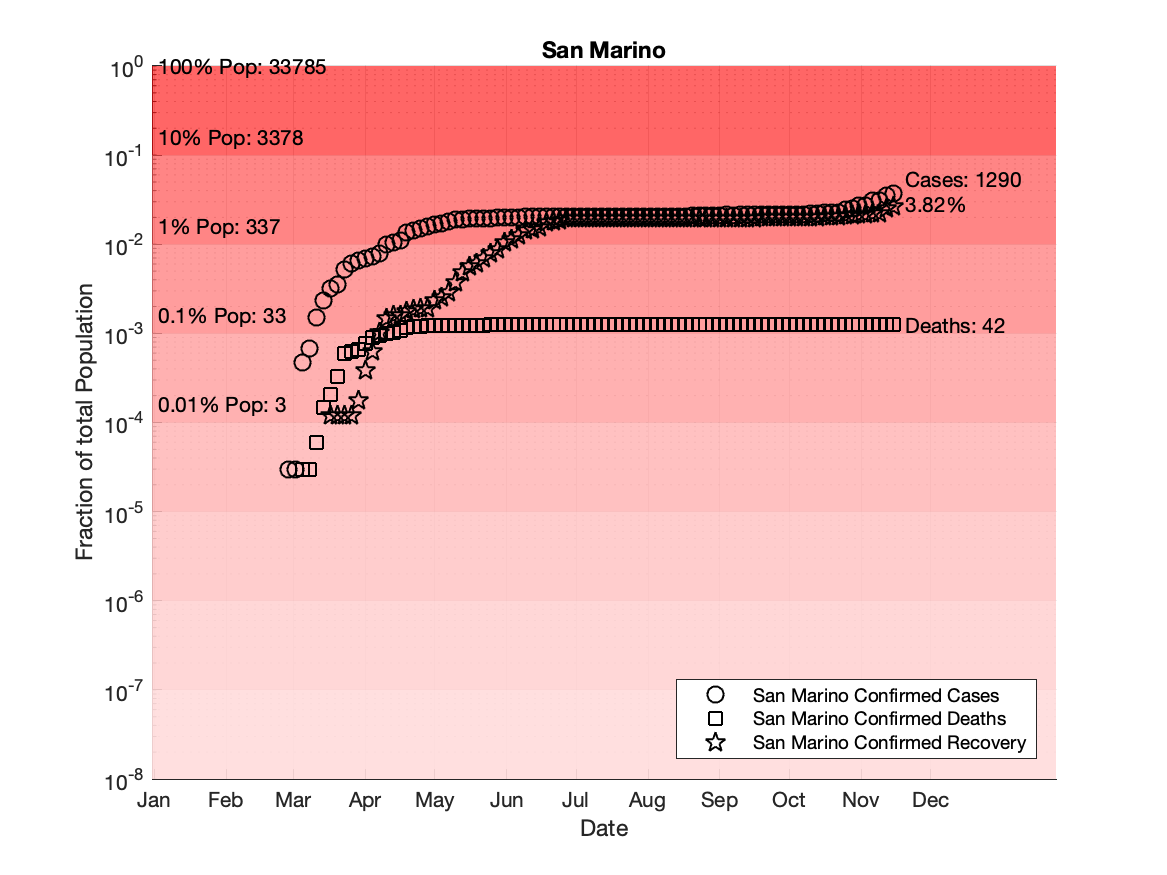 San Marino
10^0
100% Pop: 33785
10% Pop: 3378
10^-1
Cases: 1290
3.82%
1% Pop: 337
10^-2
0.1% Pop: 33
Deaths: 42
10^-3
0.01% Pop: 3
10^-4
10^-5
10^-6
10^-7
10^-8
Fraction of total Population
San Marino Confirmed Cases
San Marino Confirmed Deaths
San Marino Confirmed Recovery
Jan Feb Mar Apr May Jun Jul Aug Sep Oct Nov Dec
Date